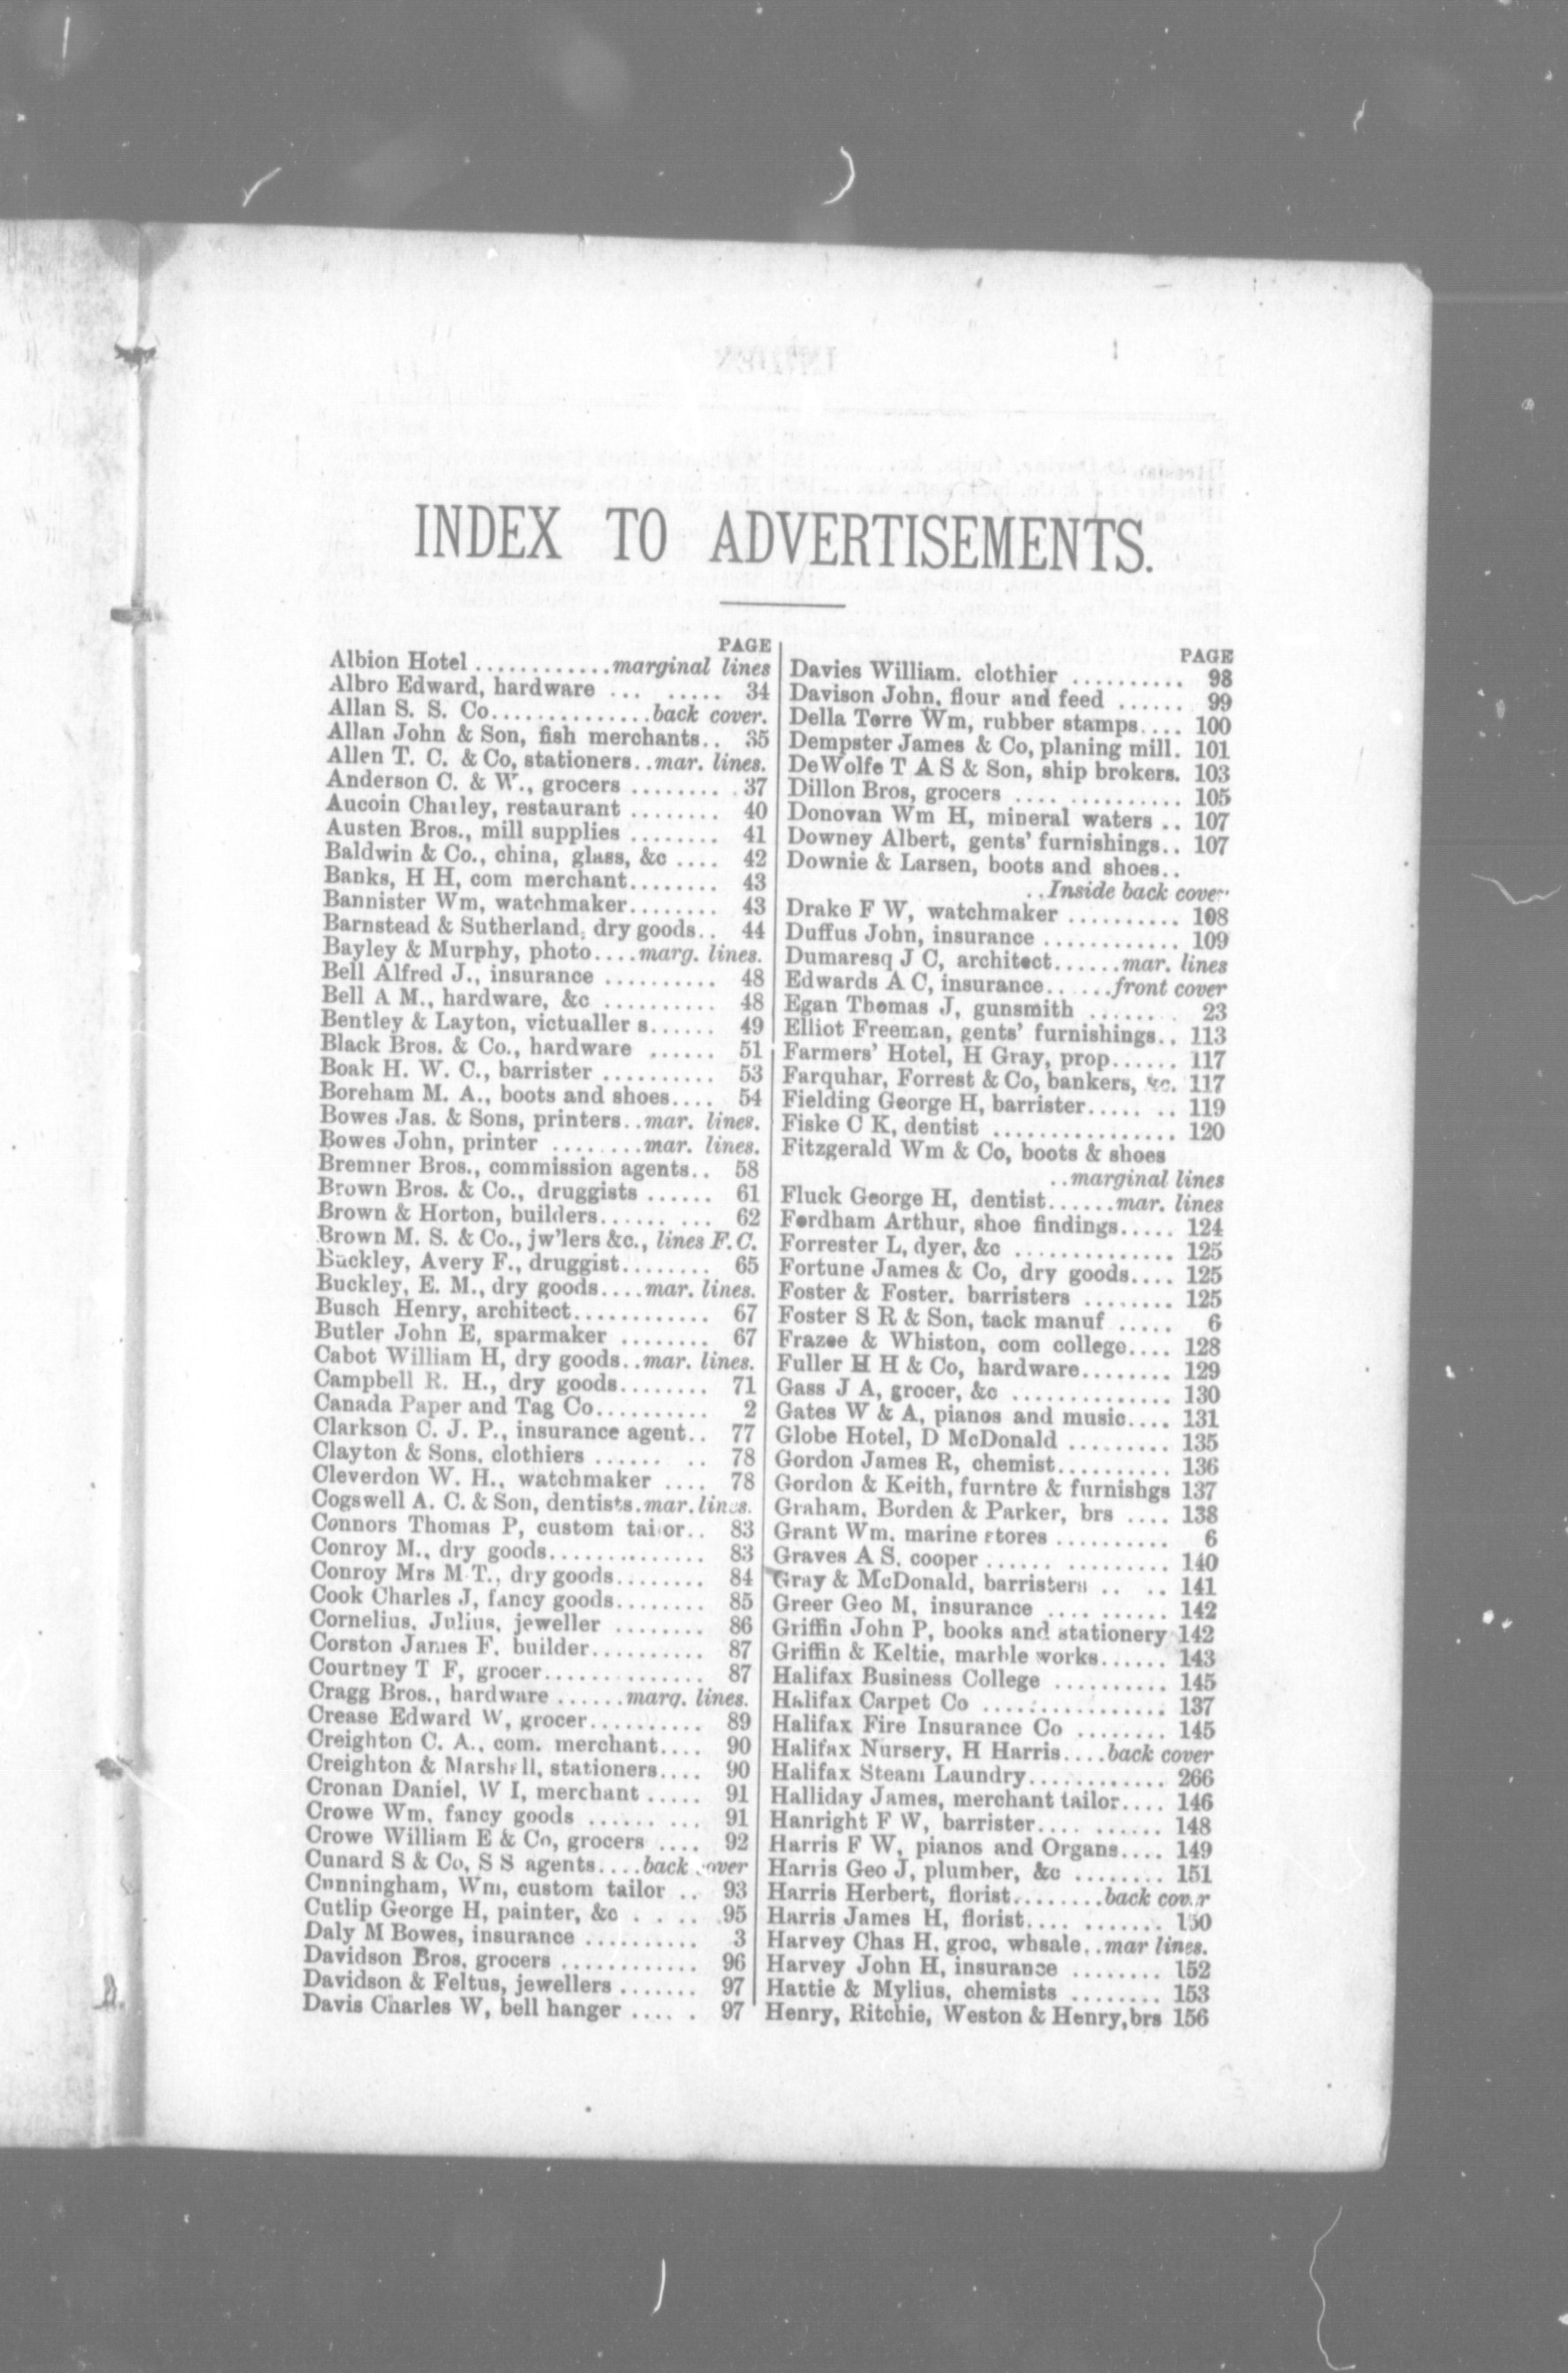 INDEX TO ADVERTISEMENTS.
PAGE
Albion Hotel ............marginal lines
Albro Edward, hardware ... ..... 34
Allan S. S. Co..............back cover.
Allan John & Son, fish merchants.. 35
Allen T. C. & Co, stationers..mar. lines.
Anderson C. & W., grocers ........ 37
Aucoin Charley, restaurant ........ 40
Austen Bros., mill supplies ........ 41
Baldwin & Co., china, glass, &c .... 42
Banks, H H, com merchant........ 43
Bannister Wm, watchmaker........ 43
Barnstead & Sutherland, dry goods.. 44
Bayley & Murphy, photo....marg. lines.
Bell Alfred J., insurance .......... 48
Bell A M., hardware, &c .......... 48
Bentley & Layton, victualler s...... 49
Black Bros. & Co., hardware ...... 51
Boak H. W. C., barrister .......... 53
Boreham M. A., boots and shoes.... 54
Bowes Jas. & Sons, printers..mar. lines.
Bowes John, printer ........mar. lines.
Bremner Bros., commission agents.. 58
Brown Bros. & Co., druggists ...... 61
Brown & Horton, builders...... ... 62
Brown M. S. & Co., jw'lers &c., lines F. C.
Buckley, Avery F., druggist........ 65
Buckley, E. M., dry goods....mar. lines.
Busch Henry, architect............ 67
Butler John E, sparmaker ........ 67
Cabot William H, dry goods..mar. lines.
Campbell R. H., dry goods........ 71
Canada Paper and Tag Co.......... 2
Clarkson C. J. P., insurance agent.. 77
Clayton & Sons, clothiers ...... .. 78
Cleverdon W. H., watchmaker .... 78
Cogswell A. C. & Son, dentists.mar. lines.
Connors Thomas P, custom tailor.. 83
Conroy M., dry goods.............. 83
Conroy Mrs M T., dry goods........ 84
Cook Charles J, fancy goods........ 85
Cornelius, Julius, jeweller ........ 86
Corston James F. builder.......... 87
Courtney T F, grocer.............. 87
Cragg Bros., hardware ......marg. lines.
Crease Edward W, grocer.......... 89
Creighton C. A., com. merchant.... 90
Creighton & Marshall, stationers.... 90
Cronan Daniel, W I, merchant ..... 91
Crowe Wm, fancy goods ...... ... 91
Crowe William E & Co, grocers .... 92
Cunard S & Co, S S agents....back cover
Cunningham, Wm, custom tailor .. 93
Cutlip George H, painter, &c . . .. 95
Daly M Bowes, insurance .......... 3
Davidson Bros, grocers ............ 96
Davidson & Feltus, jewellers ....... 97
Davis Charles W, bell hanger .... . 97
PAGE
Davies William. clothier .......... 98
Davison John, flour and feed ...... 99
Della Torre Wm, rubber stamps.... 100
Dempster James & Co, planing mill. 101
DeWolfe T A S & Son, ship brokers. 103
Dillon Bros, grocers .... .......... 105
Donovan Wm H, mineral waters .. 107
Downey Albert, gents' furnishings.. 107
Downie & Larsen, boots and shoes..
..Inside back cover
Drake F W, watchmaker .......... 108
Duffus John, insurance ............ 109
Dumaresq J C, architect......mar. lines
Edwards A C, insurance.. ...front cover
Egan Thomas J, gunsmith ...... . 23
Elliot Freeman, gents' furnishings.. 113
Farmers' Hotel, H Gray, prop...... 117
Farquhar, Forrest & Co, bankers, &c. 117
Fielding George H, barrister..... .. 119
Fiske C K, dentist ................ 120
Fitzgerald Wm & Co, boots & shoes
..marginal lines
Fluck George H, dentist......mar. lines
Fordham Arthur, shoe findings..... 124
Forrester L, dyer, &c .............. 125
Fortune James & Co, dry goods.... 125
Foster & Foster. barristers ........ 125
Foster S R & Son, tack manuf ..... 6
Frazee & Whiston, com college.... 128
Fuller H H & Co, hardware........ 129
Gass J A, grocer, &c .............. 130
Gates W & A, pianos and music.... 131
Globe Hotel, D McDonald ......... 135
Gordon James R, chemist.......... 136
Gordon & Keith, furntre & furnishgs 137
Graham, Borden & Parker, brs .... 138
Grant Wm. marine stores .......... 6
Graves A S. cooper ...... ......... 140
Gray & McDonald, barristers .. .. 141
Greer Geo M, insurance .... ...... 142
Griffin John P, books and stationery 142
Griffin & Keltie, marble works...... 143
Halifax Business College .......... 145
Halifax Carpet Co ................ 137
Halifax Fire Insurance Co ........ 145
Halifax Nursery, H Harris....back cover
Halifax Steam Laundry............ 266
Halliday James, merchant tailor.... 146
Hanright F W, barrister.... ...... 148
Harris F W, pianos and Organs.... 149
Harris Geo J, plumber, &c ........ 151
Harris Herbert, florist........back cover
Harris James H, florist.... ....... 150
Harvey Chas H, groc, whsale..mar lines.
Harvey John H, insurance ........ 152
Hattie & Mylius, chemists ........ 153
Henry, Ritchie, Weston & Henry, brs 156